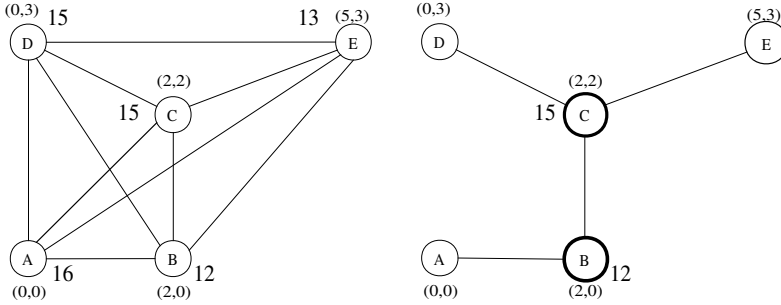 (0,3) 15 13 (5,3)
D E
(2,2)
15 C
A B
16 12
(0,0) (2,0)
(0,3) (5,3)
D E
(2,2)
15 C
A B 12
(0,0) (2,0)